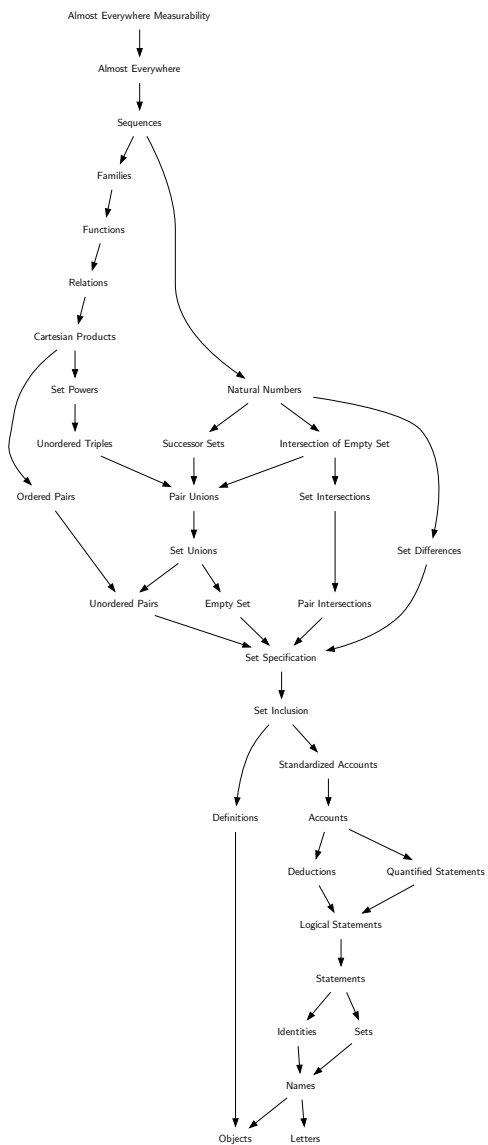 Almost Everywhere Measurability
Almost Everywhere
Sequences
Families
Functions
Relations
Cartesian Products
Set Powers
Natural Numbers
Unordered Triples
Successor Sets
Intersection of Empty Set
Ordered Pairs
Pair Unions
Set Intersections
Set Unions
Set Differences
Unordered Pairs
Empty Set
Pair Intersections
Set Specification
Set Inclusion
Standardized Accounts
Definitions
Accounts
Deductions
Quantified Statements
Logical Statements
Statements
Identities
Sets
Names
Objects
Letters